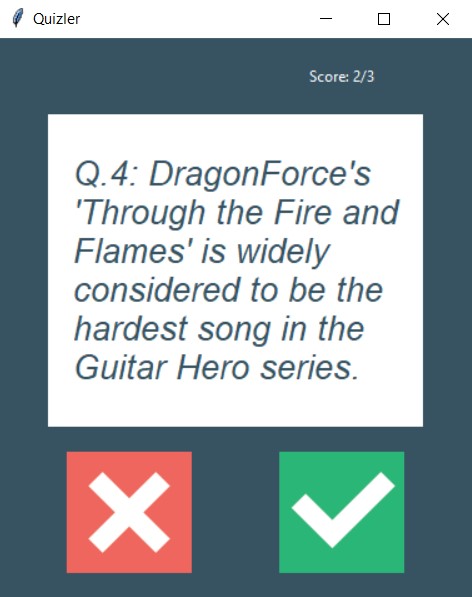 Quizler
Score: 2/3
Q.4: DragonForce's
'Through the Fire and
Flames' is widely
considered to be the
hardest song in the
Guitar Hero series.